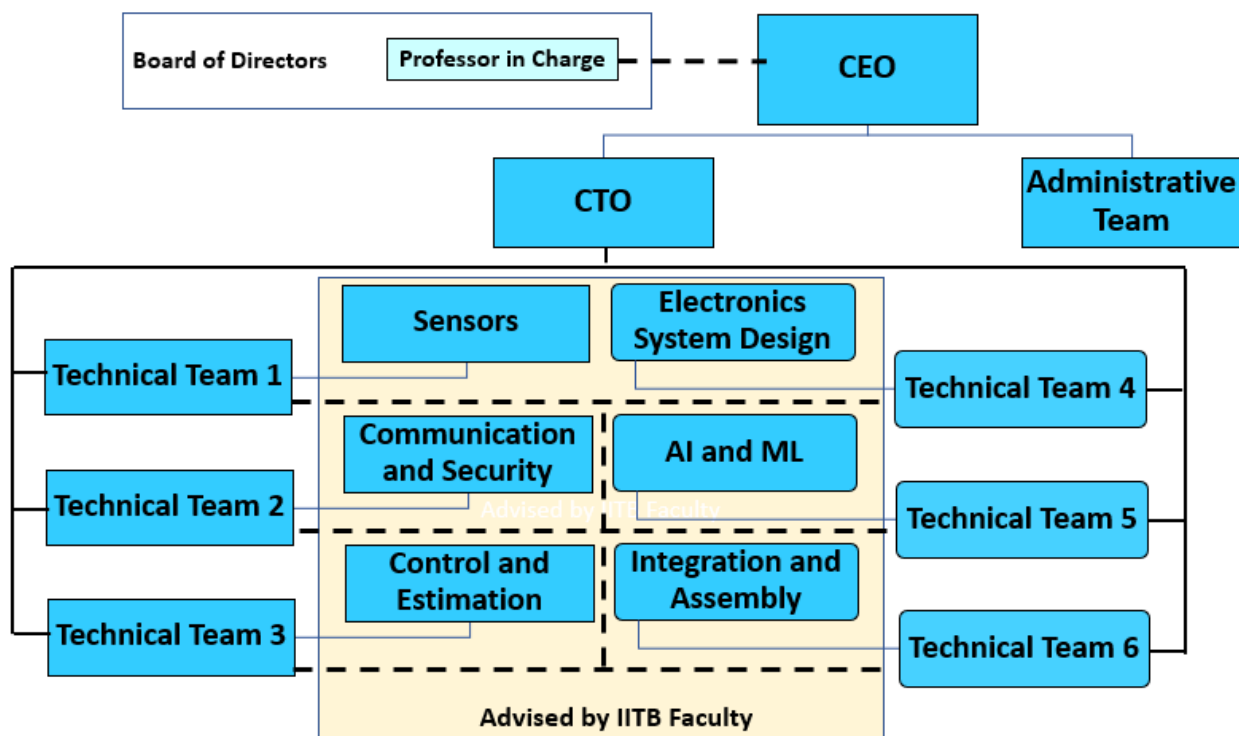 Board of Directors
Professor in Charge
CEO
CTO
Administrative
Team
Sensors
Electronics
System Design
Technical Team 1
Technical Team 4
Communication
and Security
AI and ML
Technical Team 2
Advised by IITB Faculty
Technical Team 5
Control and
Estimation
Integration and
Assembly
Technical Team 3
Technical Team 6
Advised by IITB Faculty